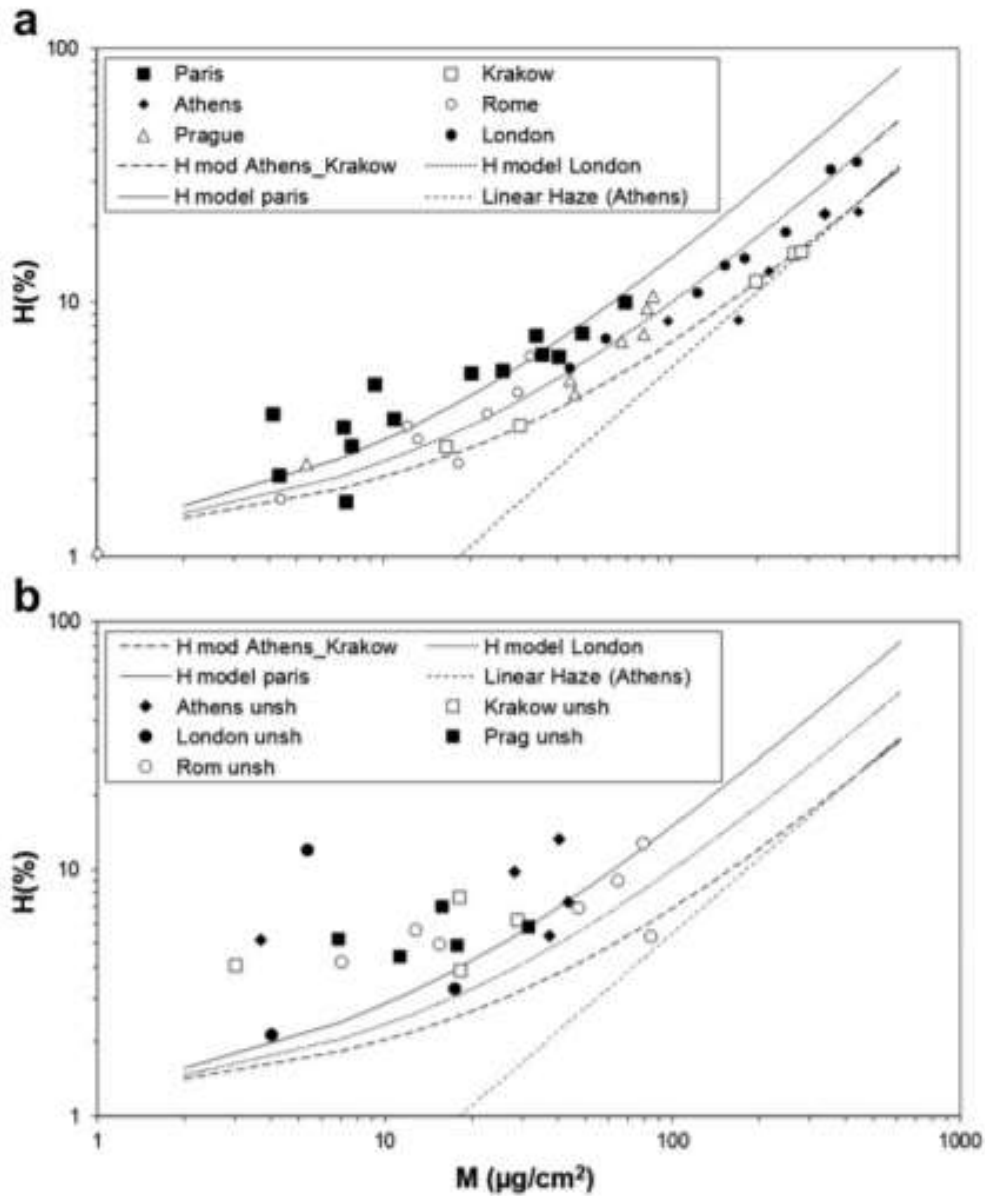 a
100
Paris Krakow
Athens Rome
Prague London
H mod Athens_Krakow H model London
H model paris Linear Haze (Athens)
H(%)
10
1
b
100
H mod Athens_Krakow H model London
H model paris Linear Haze (Athens)
Athens unsh Krakow unsh
London unsh Prag unsh
Rom unsh
H(%)
10
1
1 10 100 1000
M (µg/cm²)